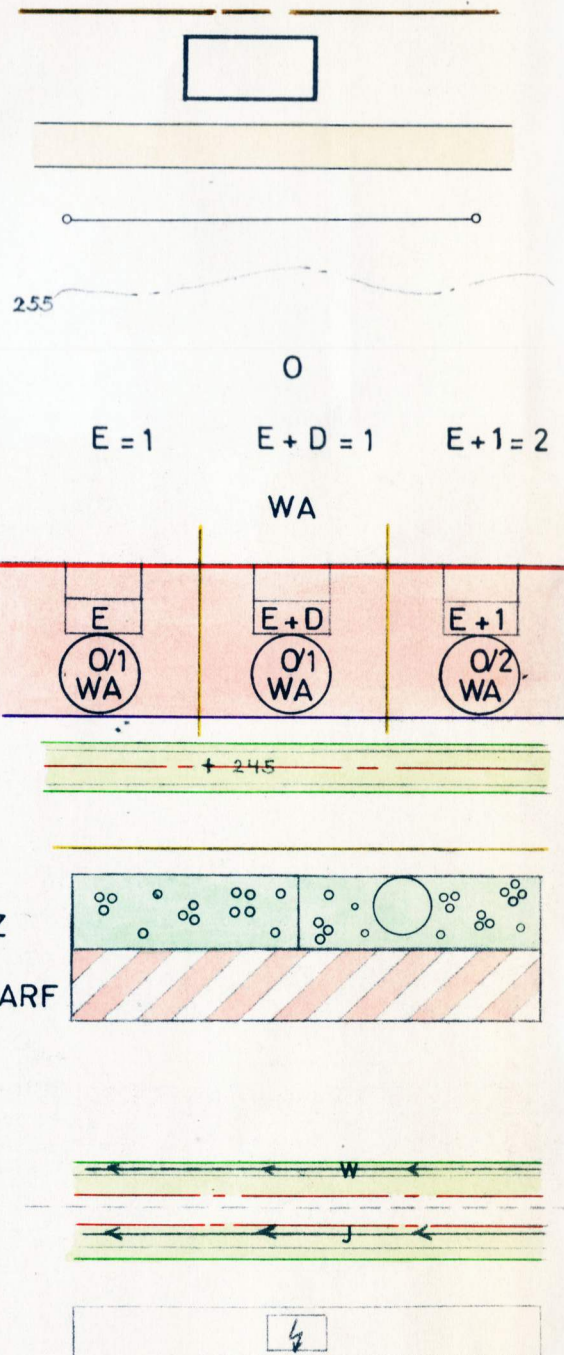 255
O
E = 1 E + D = 1 E + 1 = 2
WA
E E + D E + 1
O/1 O/1 O/2
WA WA WA
+ 245
Z
ARF
W
J